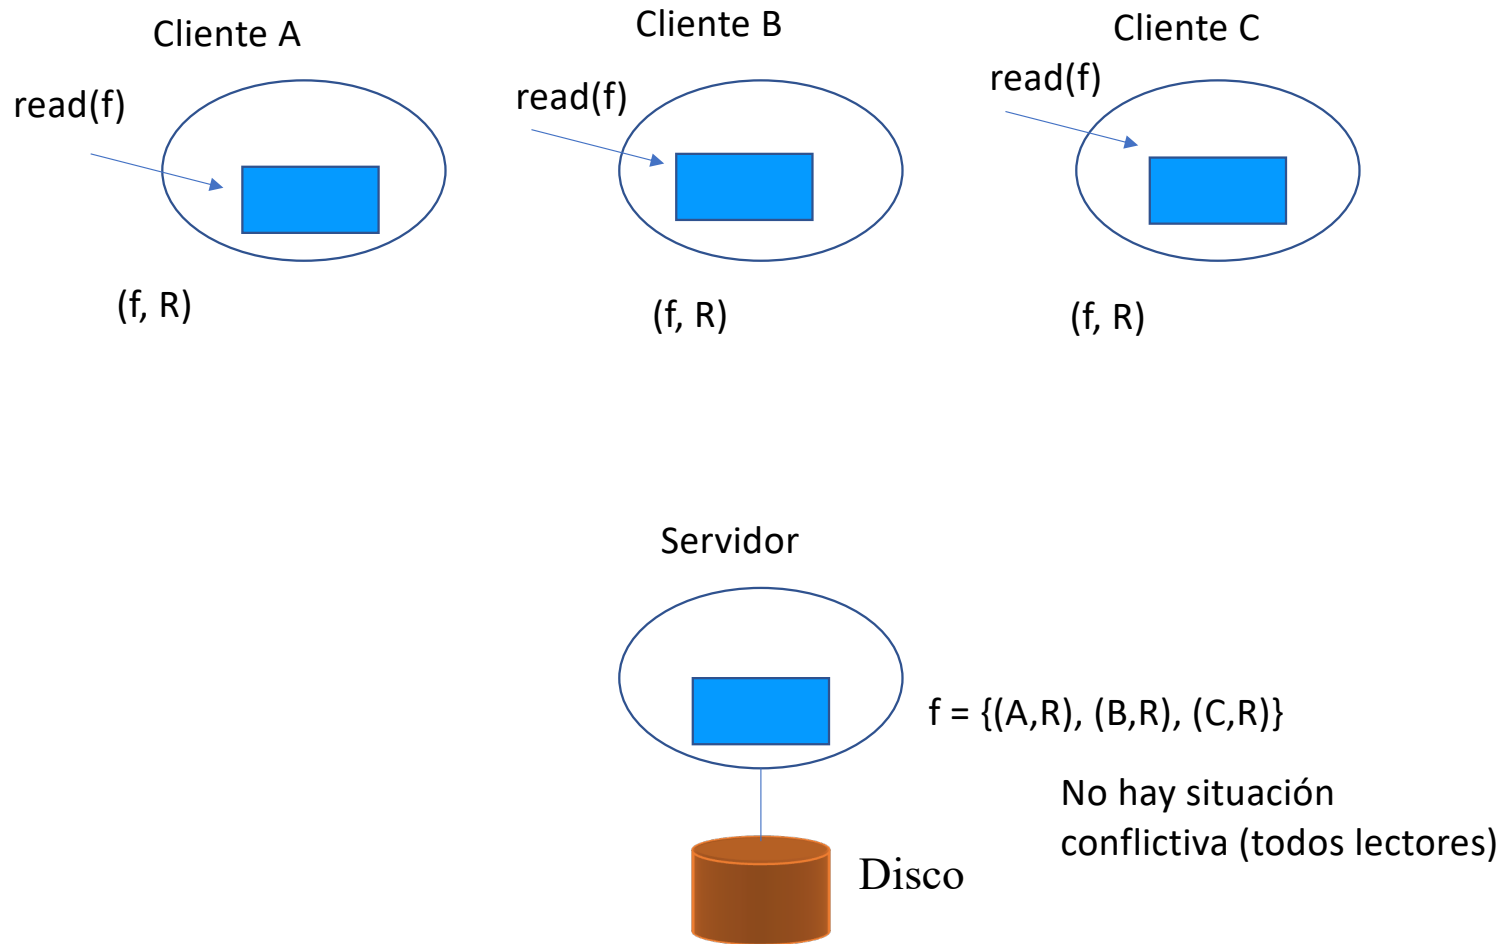 Cliente A
Cliente B
Cliente C
read(f)
read(f)
read(f)
(f, R)
(f, R)
(f, R)
Servidor
f = {(A,R), (B,R), (C,R)}
No hay situación
conflictiva (todos lectores)
Disco